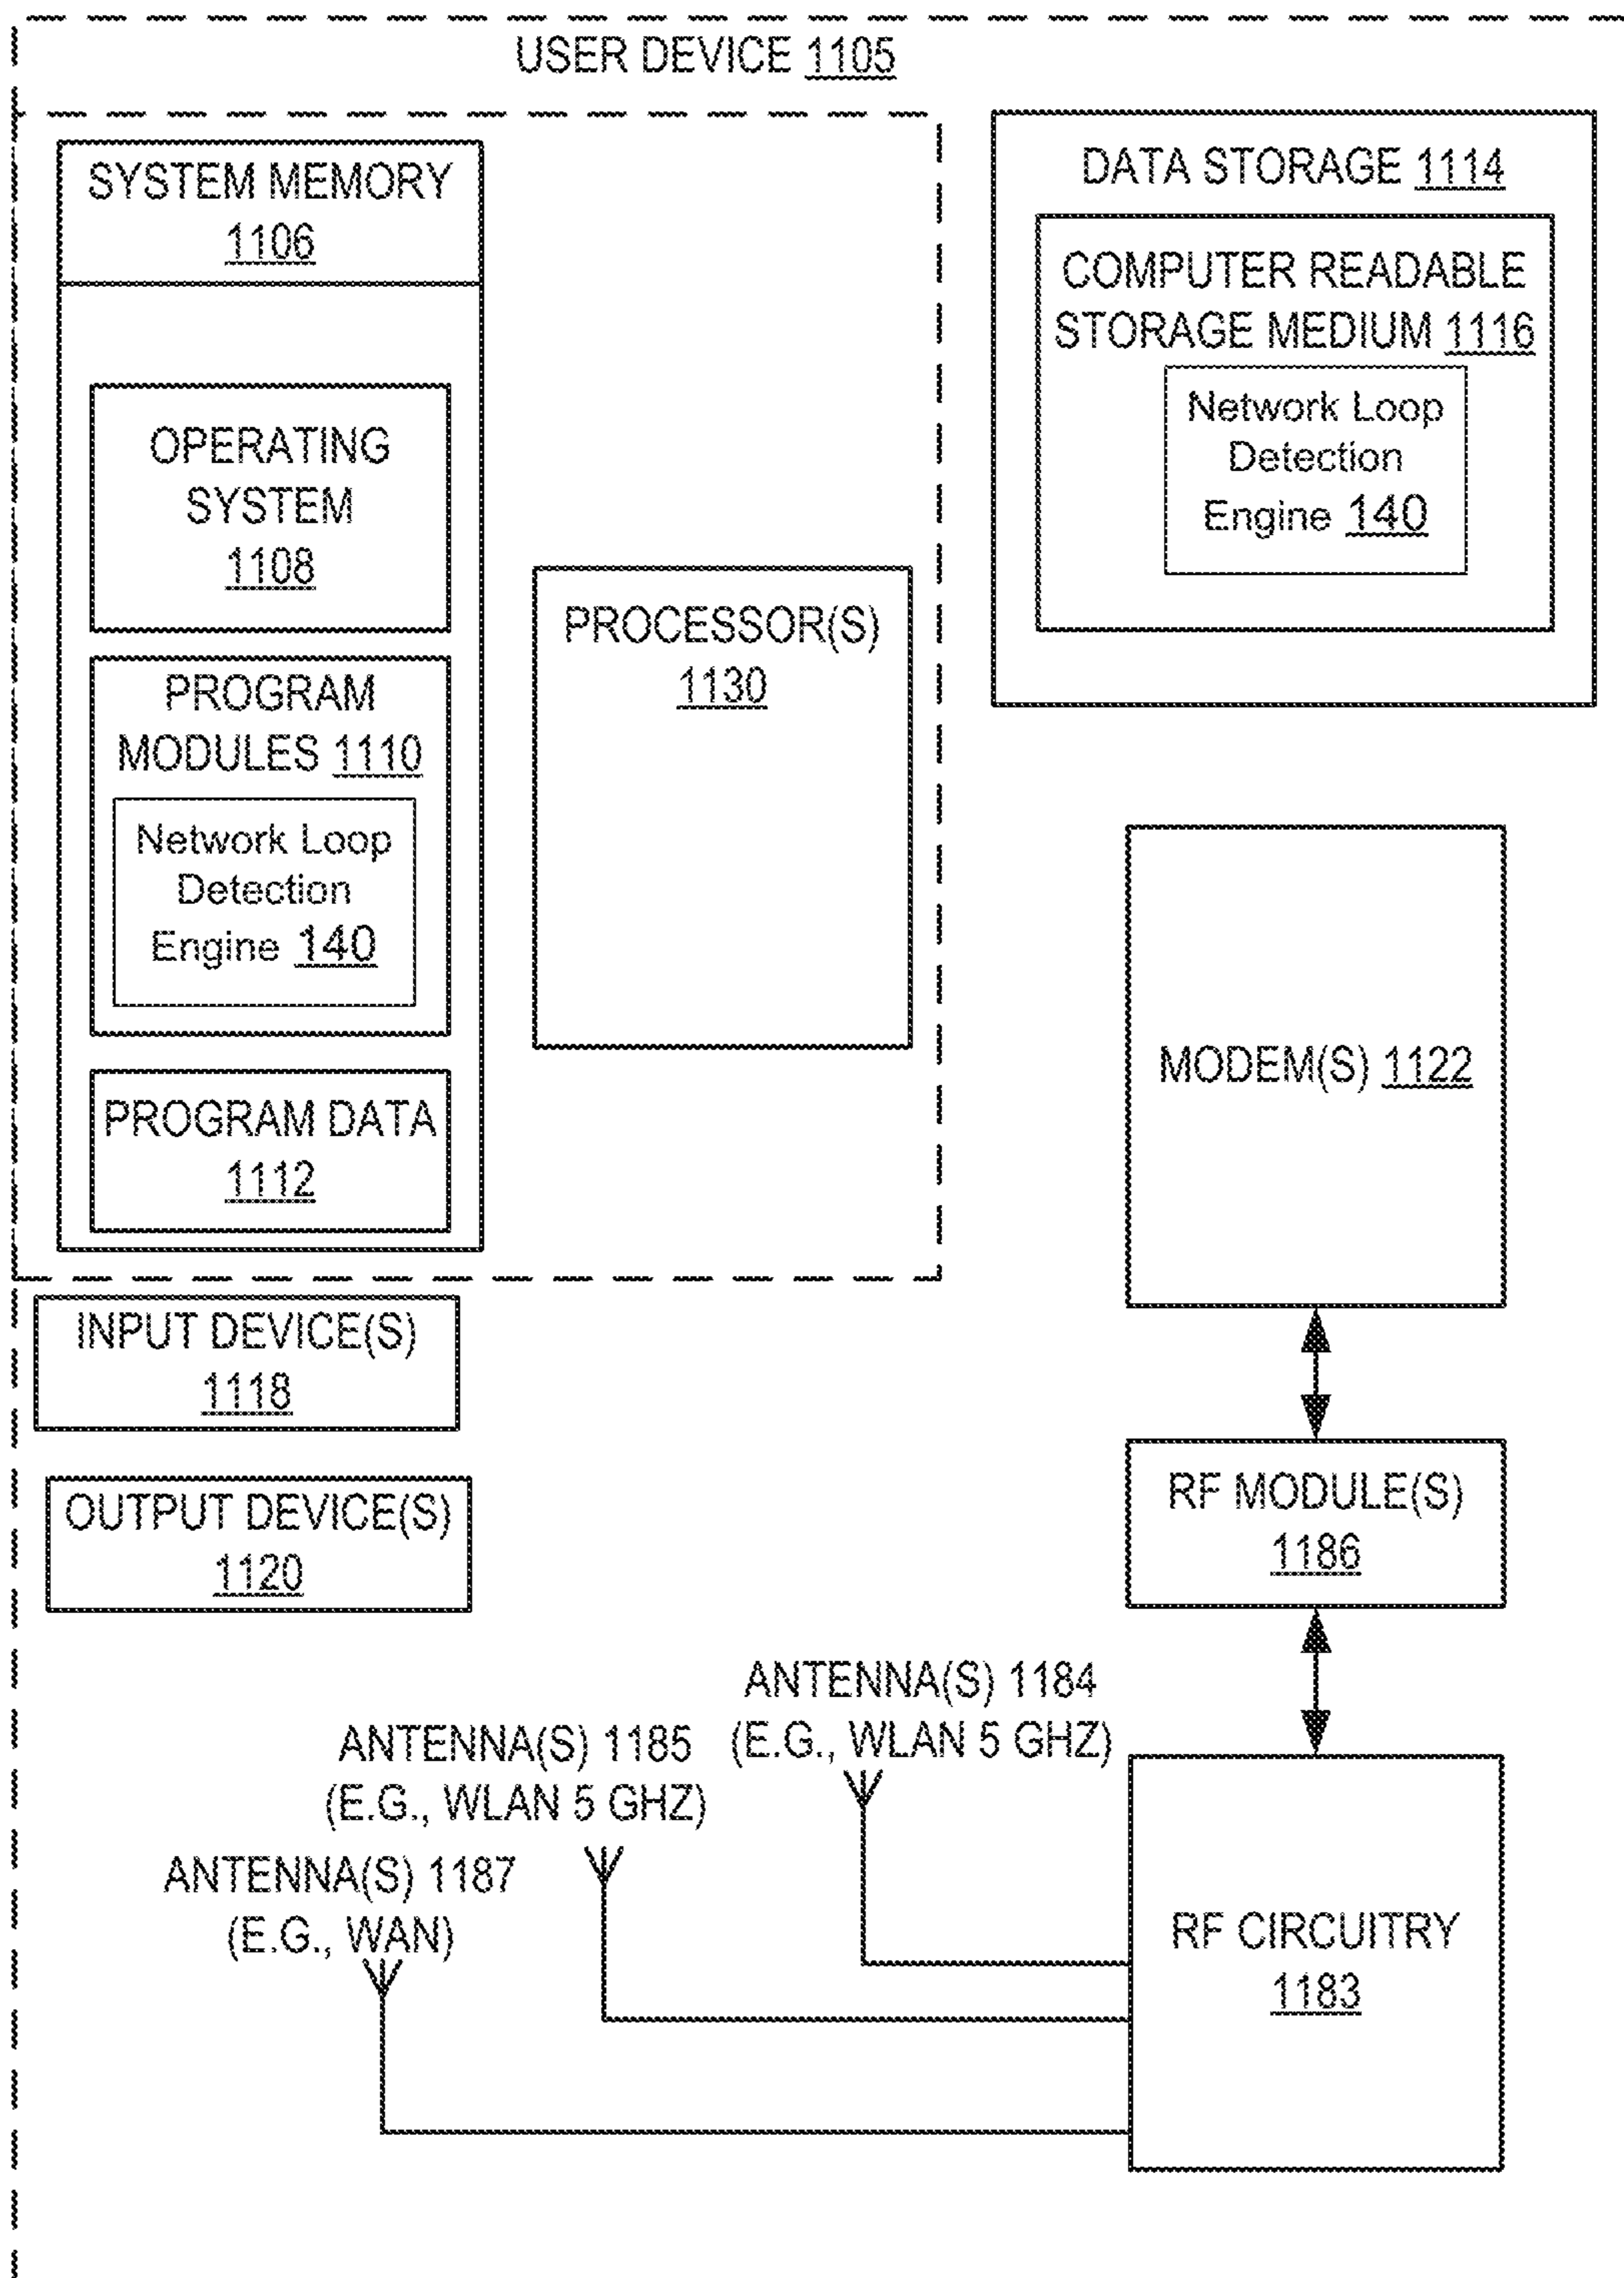 USER DEVICE 1105
SYSTEM MEMORY
1106
OPERATING
SYSTEM
1108
PROGRAM
MODULES 1110
Network Loop
Detection
Engine 140
PROGRAM DATA
1112
PROCESSOR(S)
1130
DATA STORAGE 1114
COMPUTER READABLE
STORAGE MEDIUM 1116
Network Loop
Detection
Engine 140
MODEM(S) 1122
INPUT DEVICE(S)
1118
OUTPUT DEVICE(S)
1120
RF MODULE(S)
1186
ANTENNA(S) 1184
(E.G., WLAN 5 GHZ)
ANTENNA(S) 1185
(E.G., WLAN 5 GHZ)
ANTENNA(S) 1187
(E.G., WAN)
RF CIRCUITRY
1183